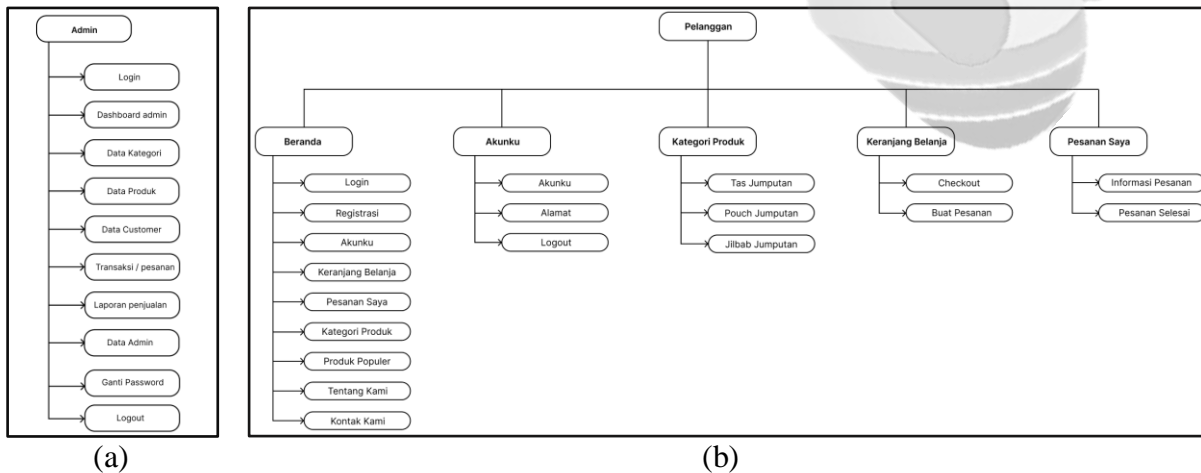 Admin
Login
Dashboard admin
Data Kategori
Data Produk
Data Customer
Transaksi / pesanan
Laporan penjualan
Data Admin
Ganti Password
Logout
(a)
Pelanggan
Beranda
Login
Registrasi
Akunku
Keranjang Belanja
Pesanan Saya
Kategori Produk
Produk Populer
Tentang Kami
Kontak Kami
Akunku
Akunku
Alamat
Logout
Kategori Produk
Tas Jumputan
Pouch Jumputan
Jilbab Jumputan
Keranjang Belanja
Checkout
Buat Pesanan
Pesanan Saya
Informasi Pesanan
Pesanan Selesai
(b)